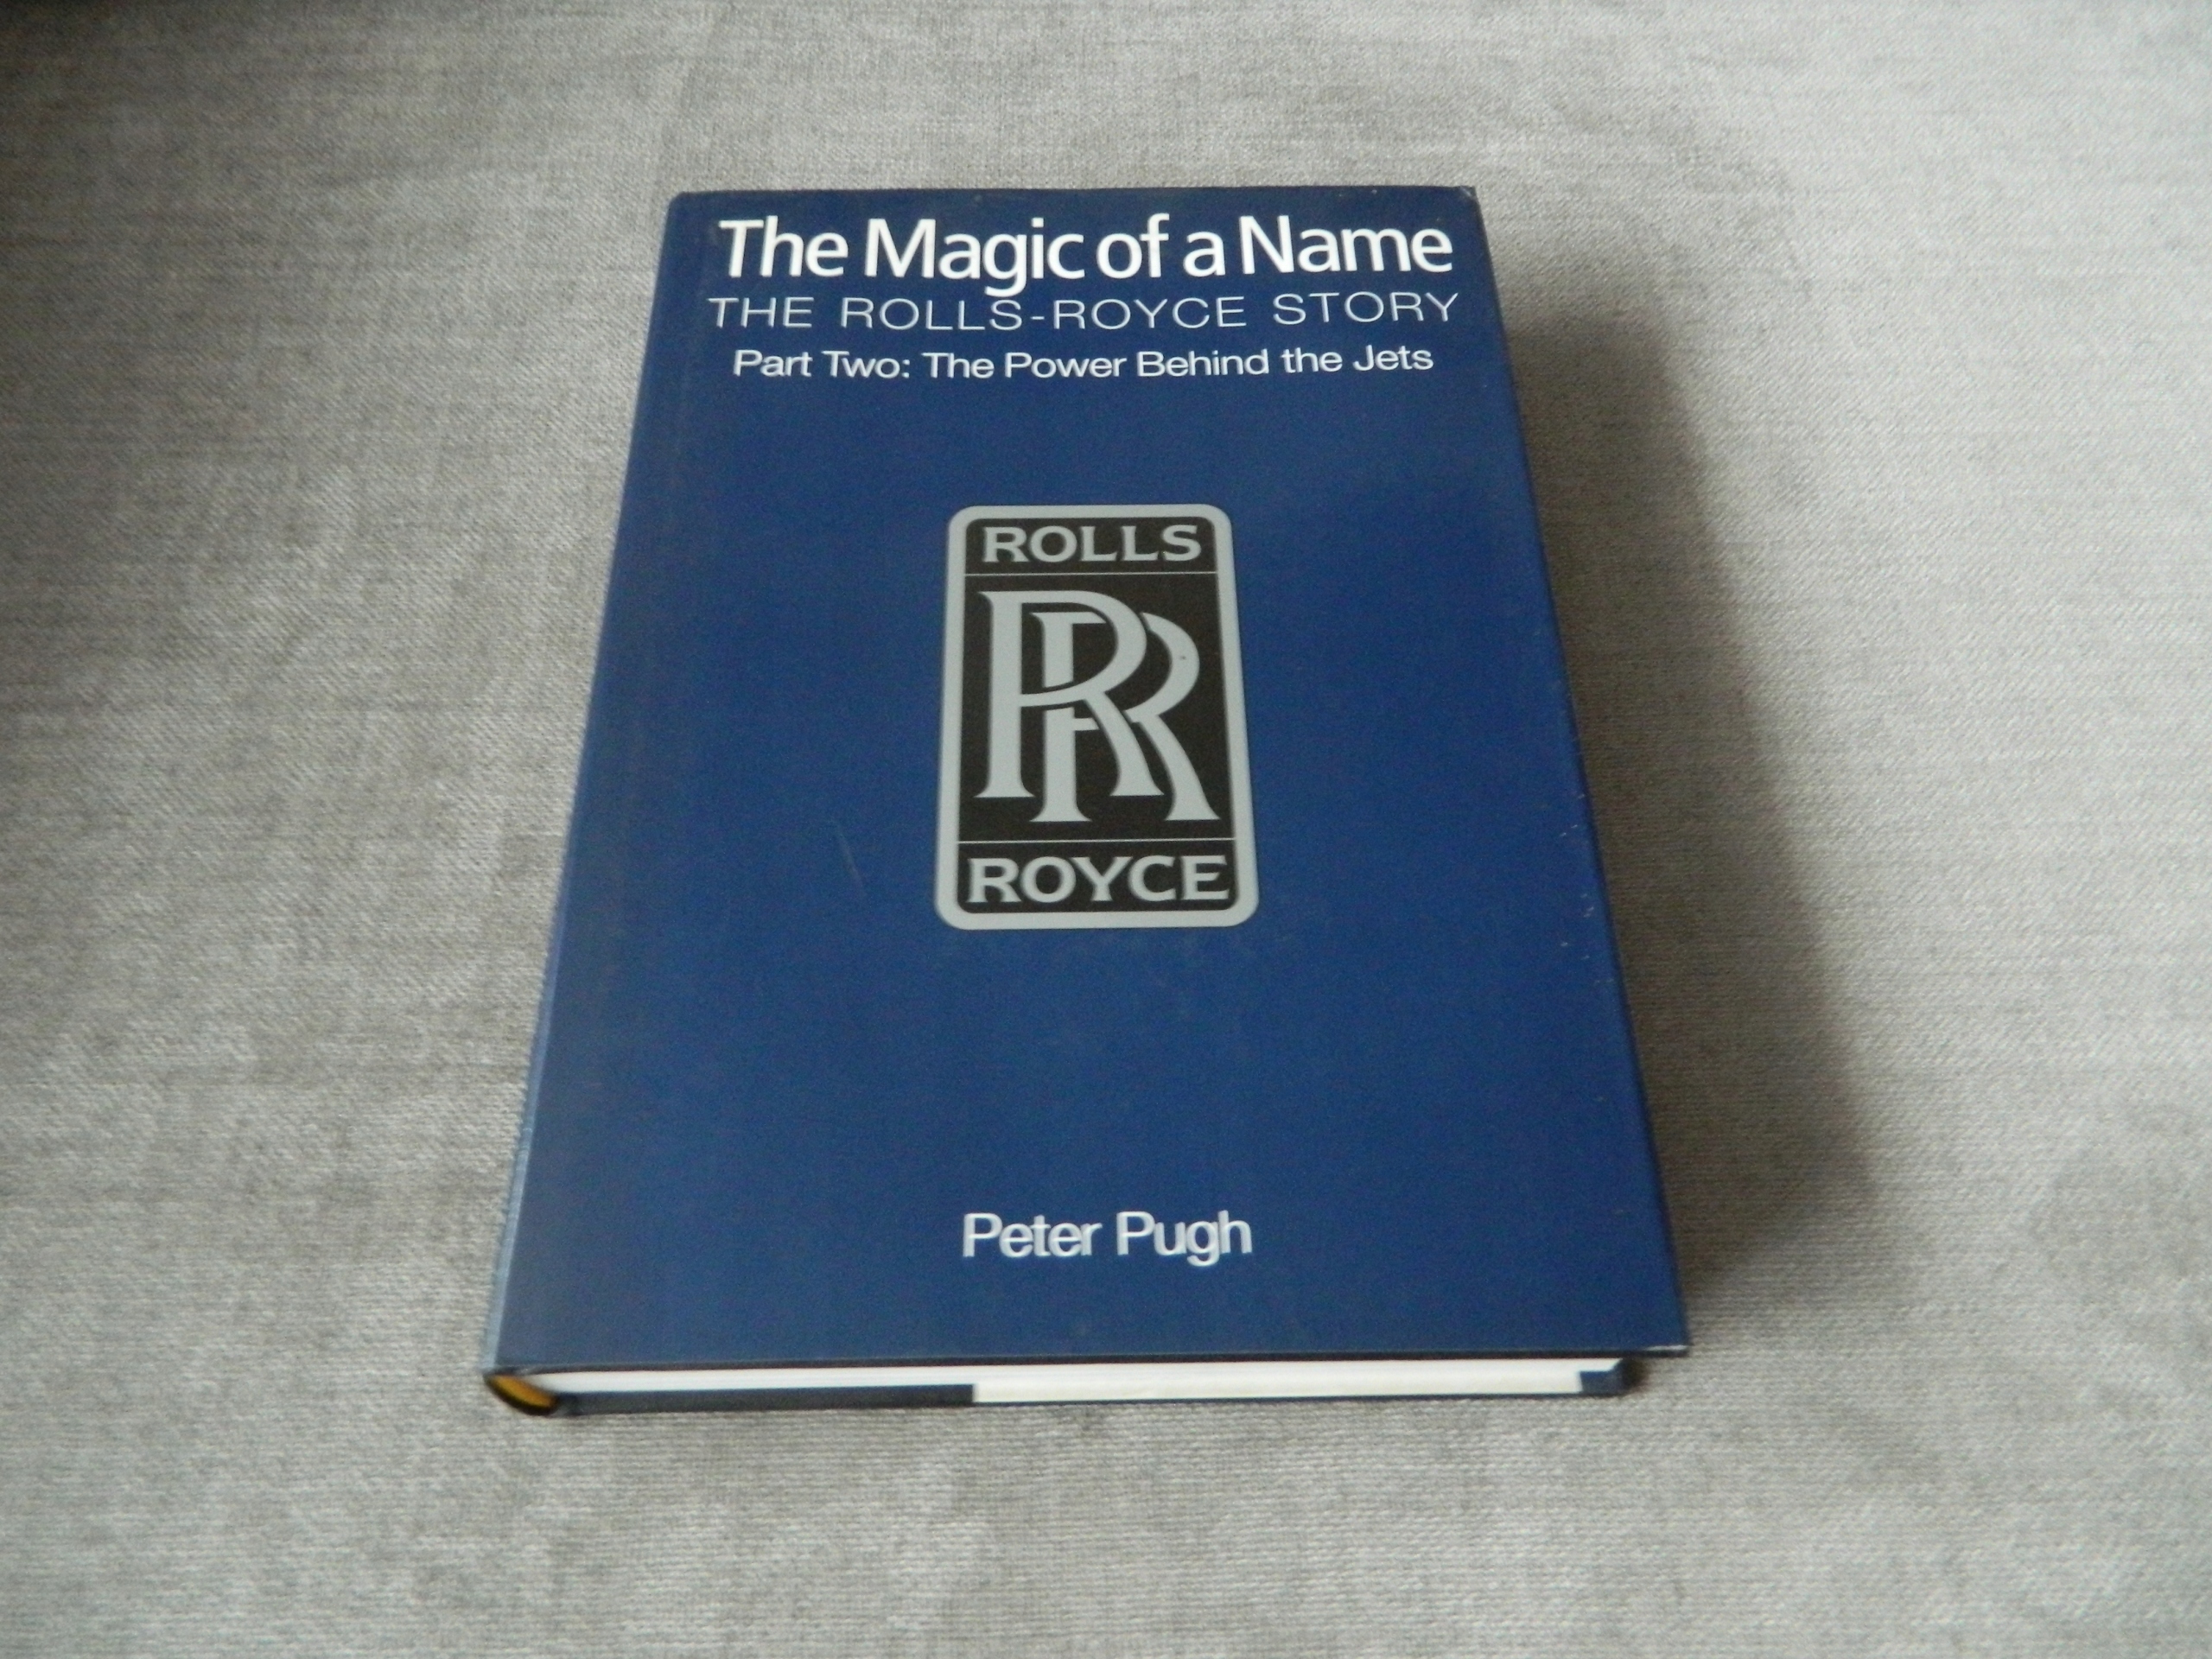 The Magic of a Name
THE ROLLS-ROYCE STORY
Part Two: The Power Behind the Jets
ROLLS
RR
ROYCE
Peter Pugh